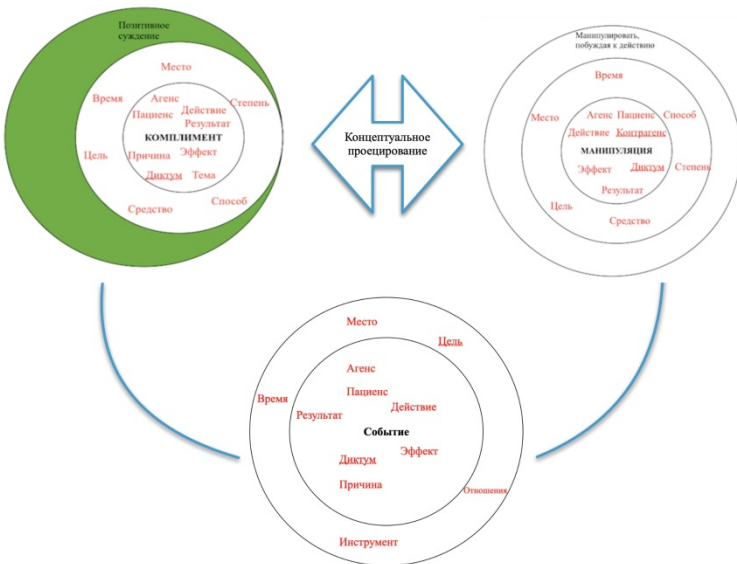 Позитивное
суждение
Место
Время
Агенс
Степень
Пациенс
Действие
Результат
КОМПЛИМЕНТ
Цель
Причина
Эффект
Диктум
Тема
Средство
Способ
Концептуальное
проецирование
Манипулировать,
побуждая к действию
Время
Место
Агенс Пациенс
Способ
Действие
Контрагенс
МАНИПУЛЯЦИЯ
Эффект
Диктум
Степень
Результат
Цель
Средство
Место
Цель
Агенс
Пациенс
Время
Результат
Действие
Событие
Диктум
Эффект
Причина
Отношения
Инструмент